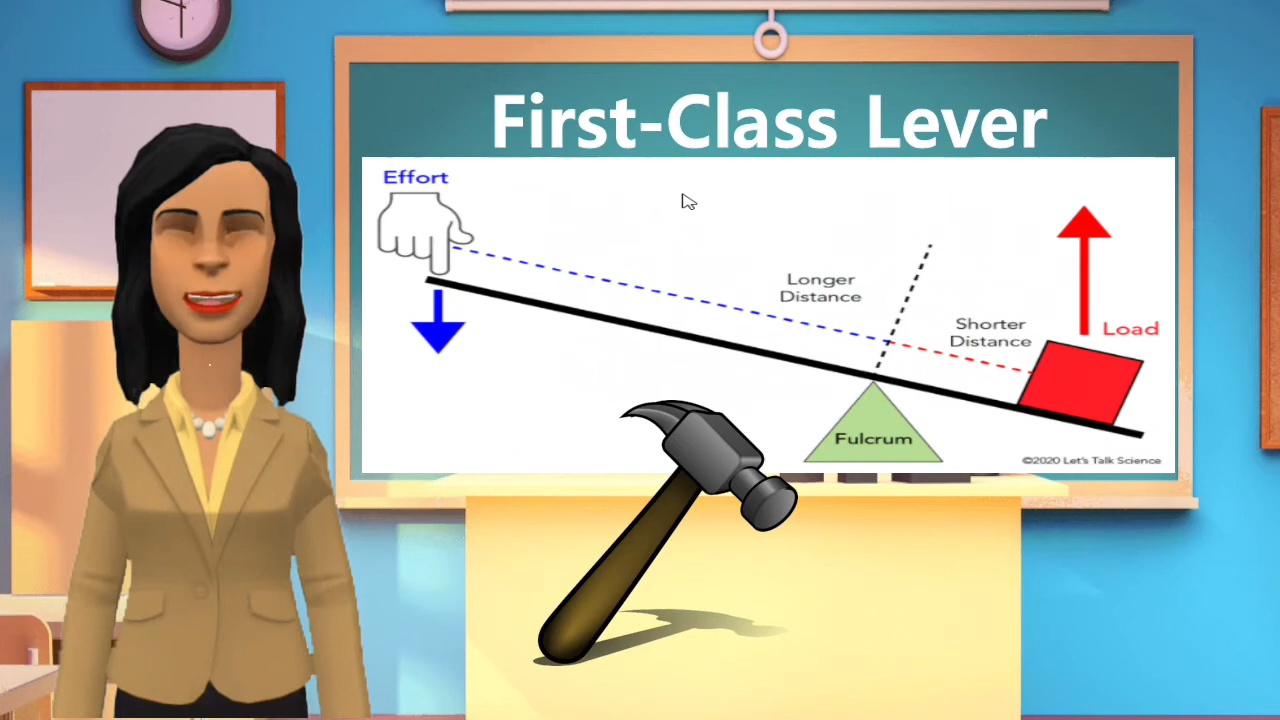 First-Class Lever
Effort
Longer
Distance
Shorter
Distance
Load
Fulcrum
©2020 Let's Talk Science